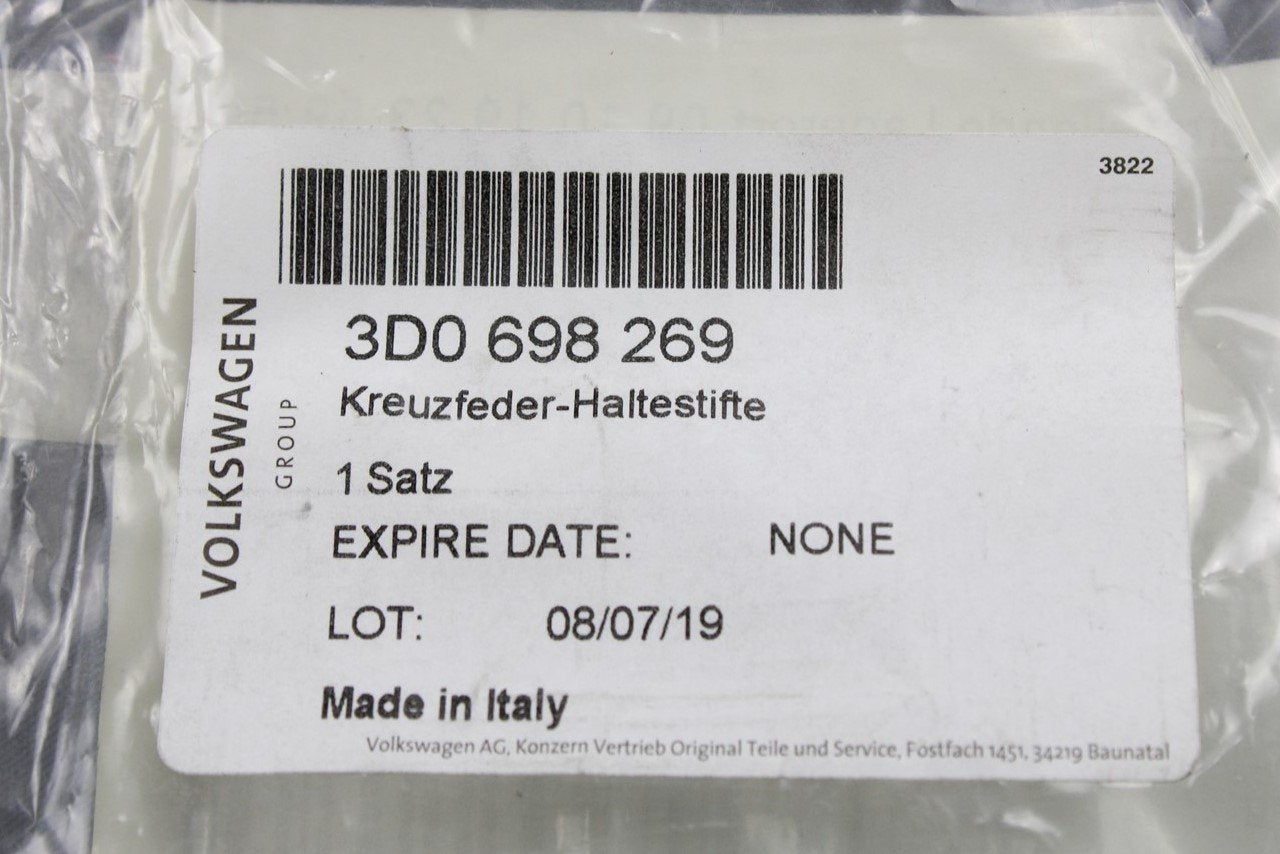 3822
3D0 698 269
Kreuzfeder-Haltestifte
1 Satz
EXPIRE DATE: NONE
LOT: 08/07/19
Made in Italy
Volkswagen AG, Konzern Vertrieb Original Teile und Service, Postfach 1451, 34219 Baunatal
VOLKSWAGEN
GROUP